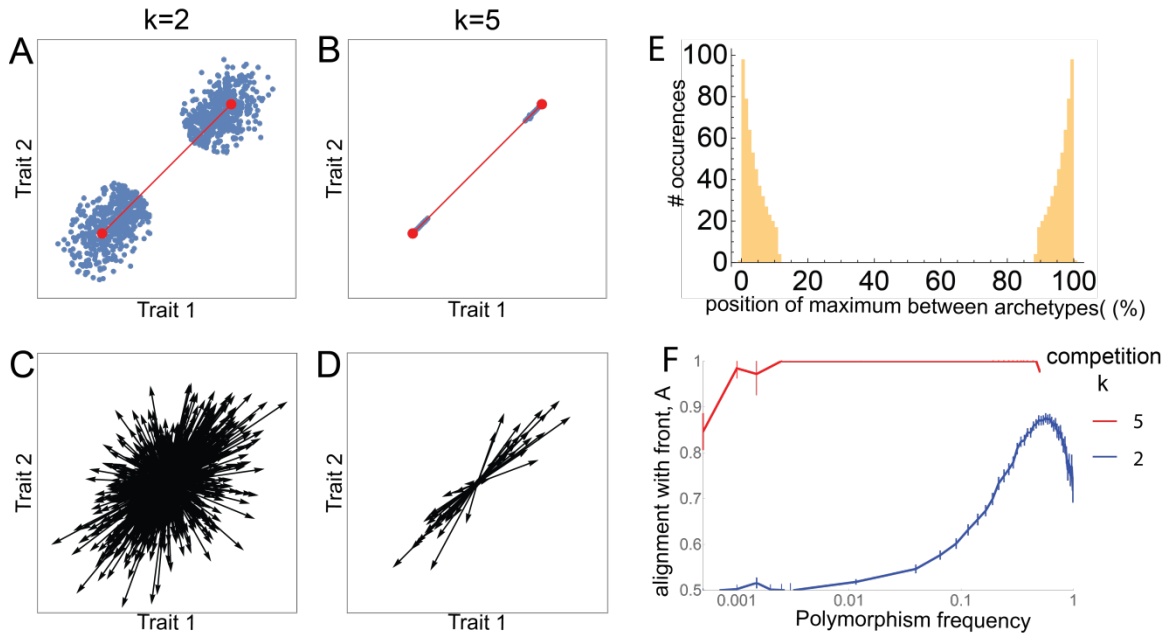 k=2
k=5
A
Trait 2
Trait 1
B
Trait 2
Trait 1
E
# occurences
100
80
60
40
20
0
0 20 40 60 80 100
position of maximum between archetypes( (%)
C
Trait 2
Trait 1
D
Trait 2
Trait 1
F
alignment with front, A
1
0.9
0.8
0.7
0.6
0.5
0.001 0.01 0.1 1
Polymorphism frequency
competition
k
5
2